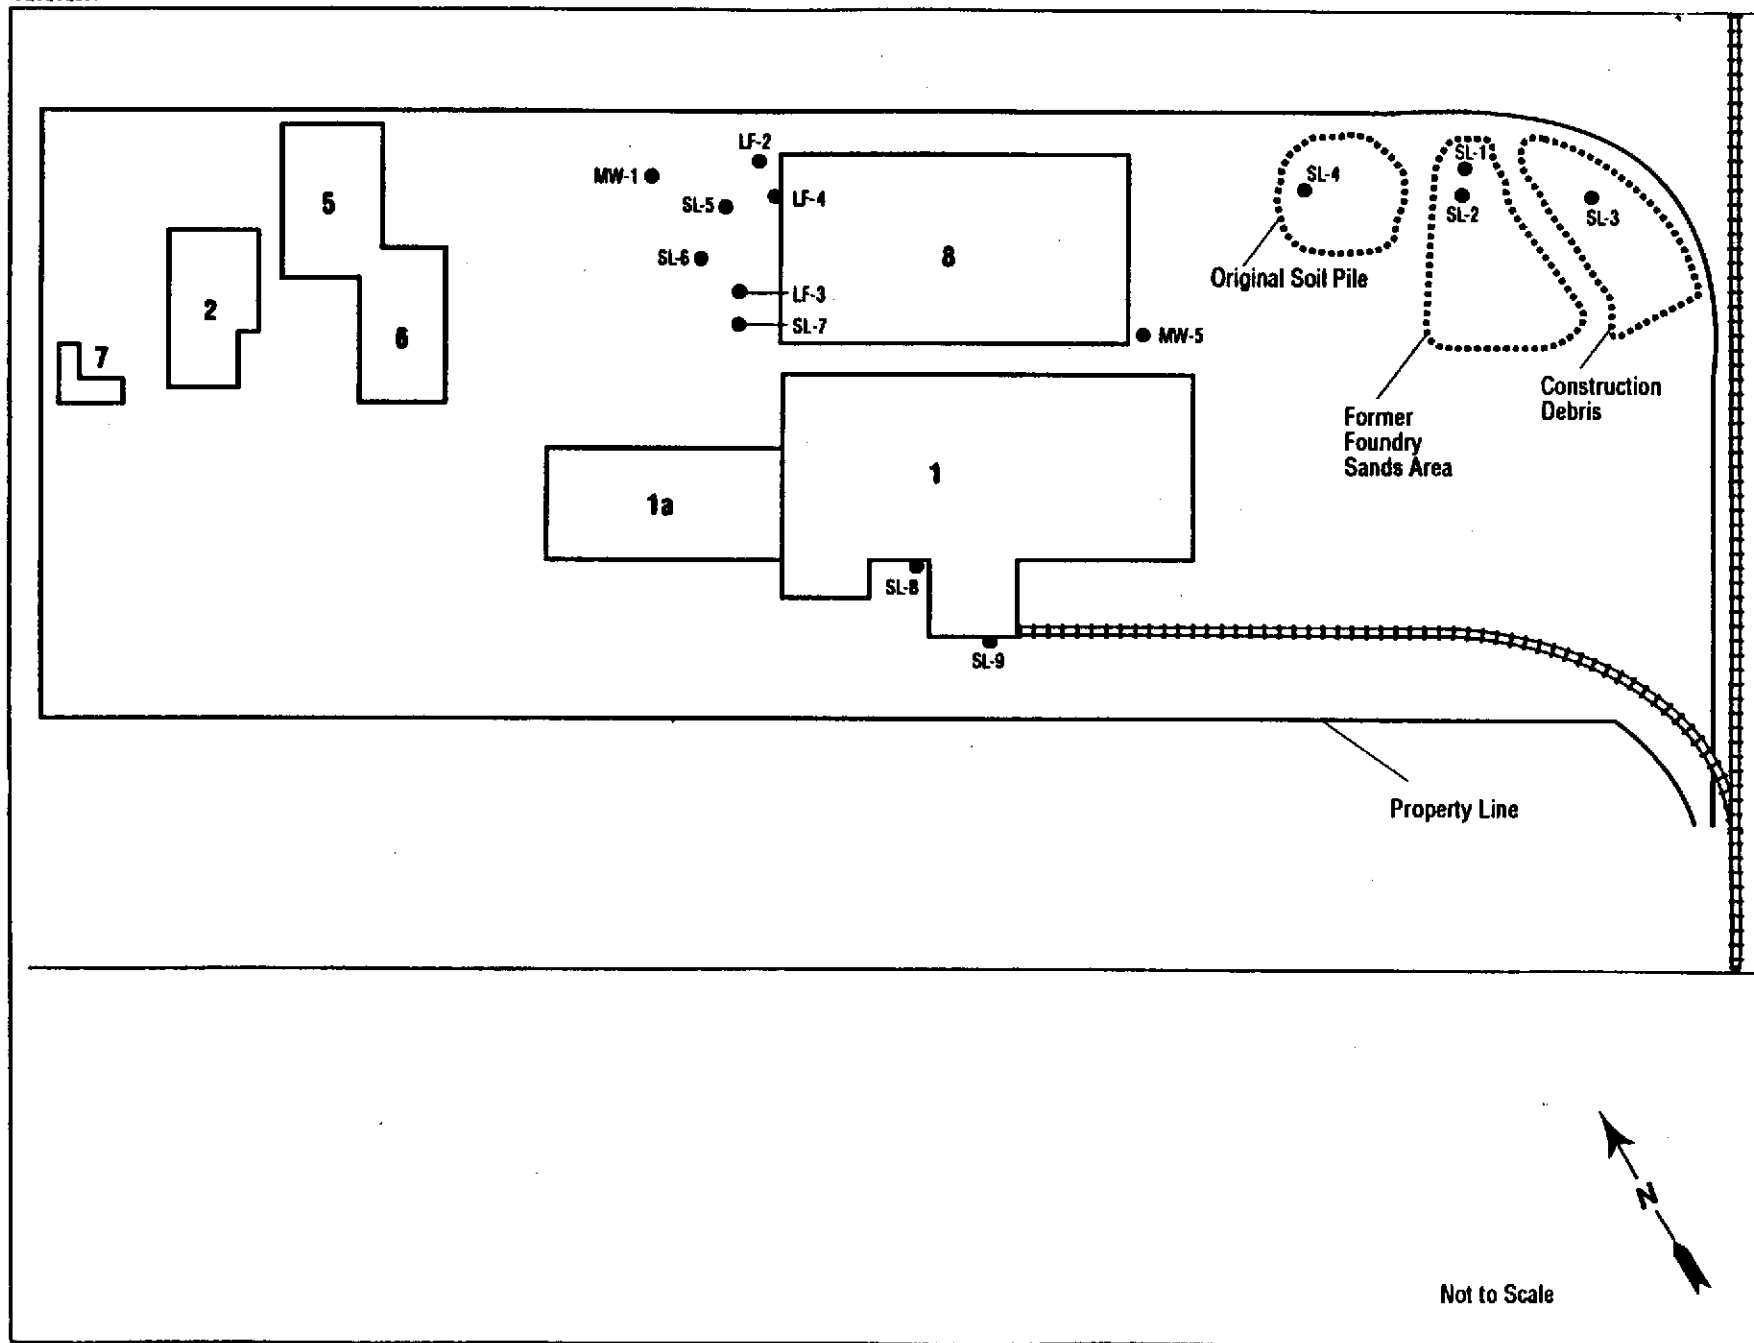 LF-2
MW-1
SL-5
LF-4
SL-6
LF-3
SL-7
5
2
6
7
8
MW-5
1
1a
SL-8
SL-9
SL-4
SL-1
SL-2
SL-3
Original Soil Pile
Former
Foundry
Sands Area
Construction
Debris
Property Line
N
Not to Scale